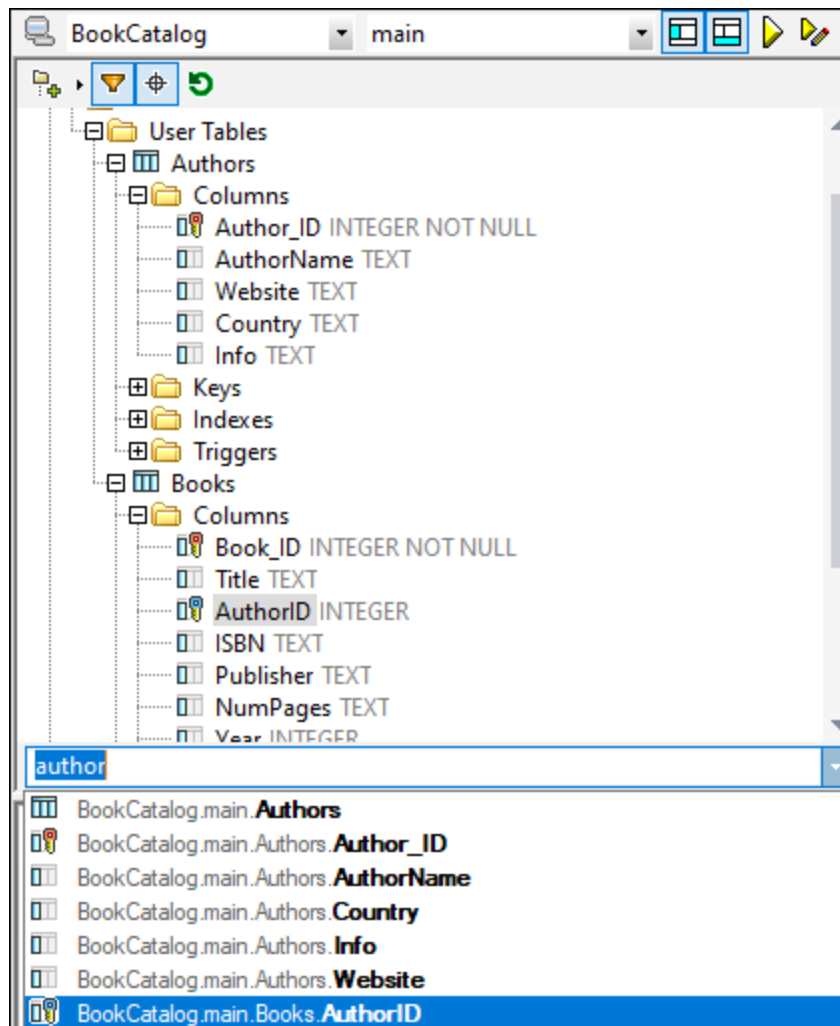 BookCatalog main
User Tables
Authors
Columns
Author_ID INTEGER NOT NULL
AuthorName TEXT
Website TEXT
Country TEXT
Info TEXT
Keys
Indexes
Triggers
Books
Columns
Book_ID INTEGER NOT NULL
Title TEXT
AuthorID INTEGER
ISBN TEXT
Publisher TEXT
NumPages TEXT
Year INTEGER
author
BookCatalog.main.Authors
BookCatalog.main.Authors.Author_ID
BookCatalog.main.Authors.AuthorName
BookCatalog.main.Authors.Country
BookCatalog.main.Authors.Info
BookCatalog.main.Authors.Website
BookCatalog.main.Books.AuthorID